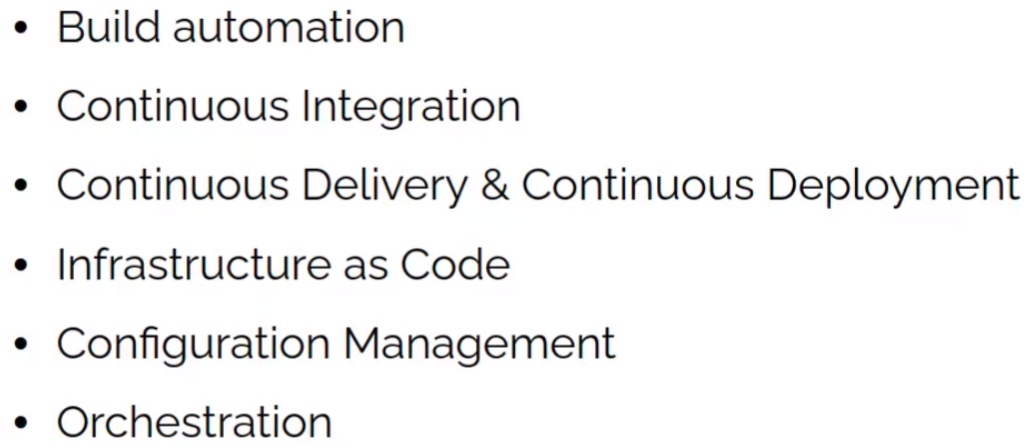 • Build automation
• Continuous Integration
• Continuous Delivery & Continuous Deployment
• Infrastructure as Code
• Configuration Management
• Orchestration